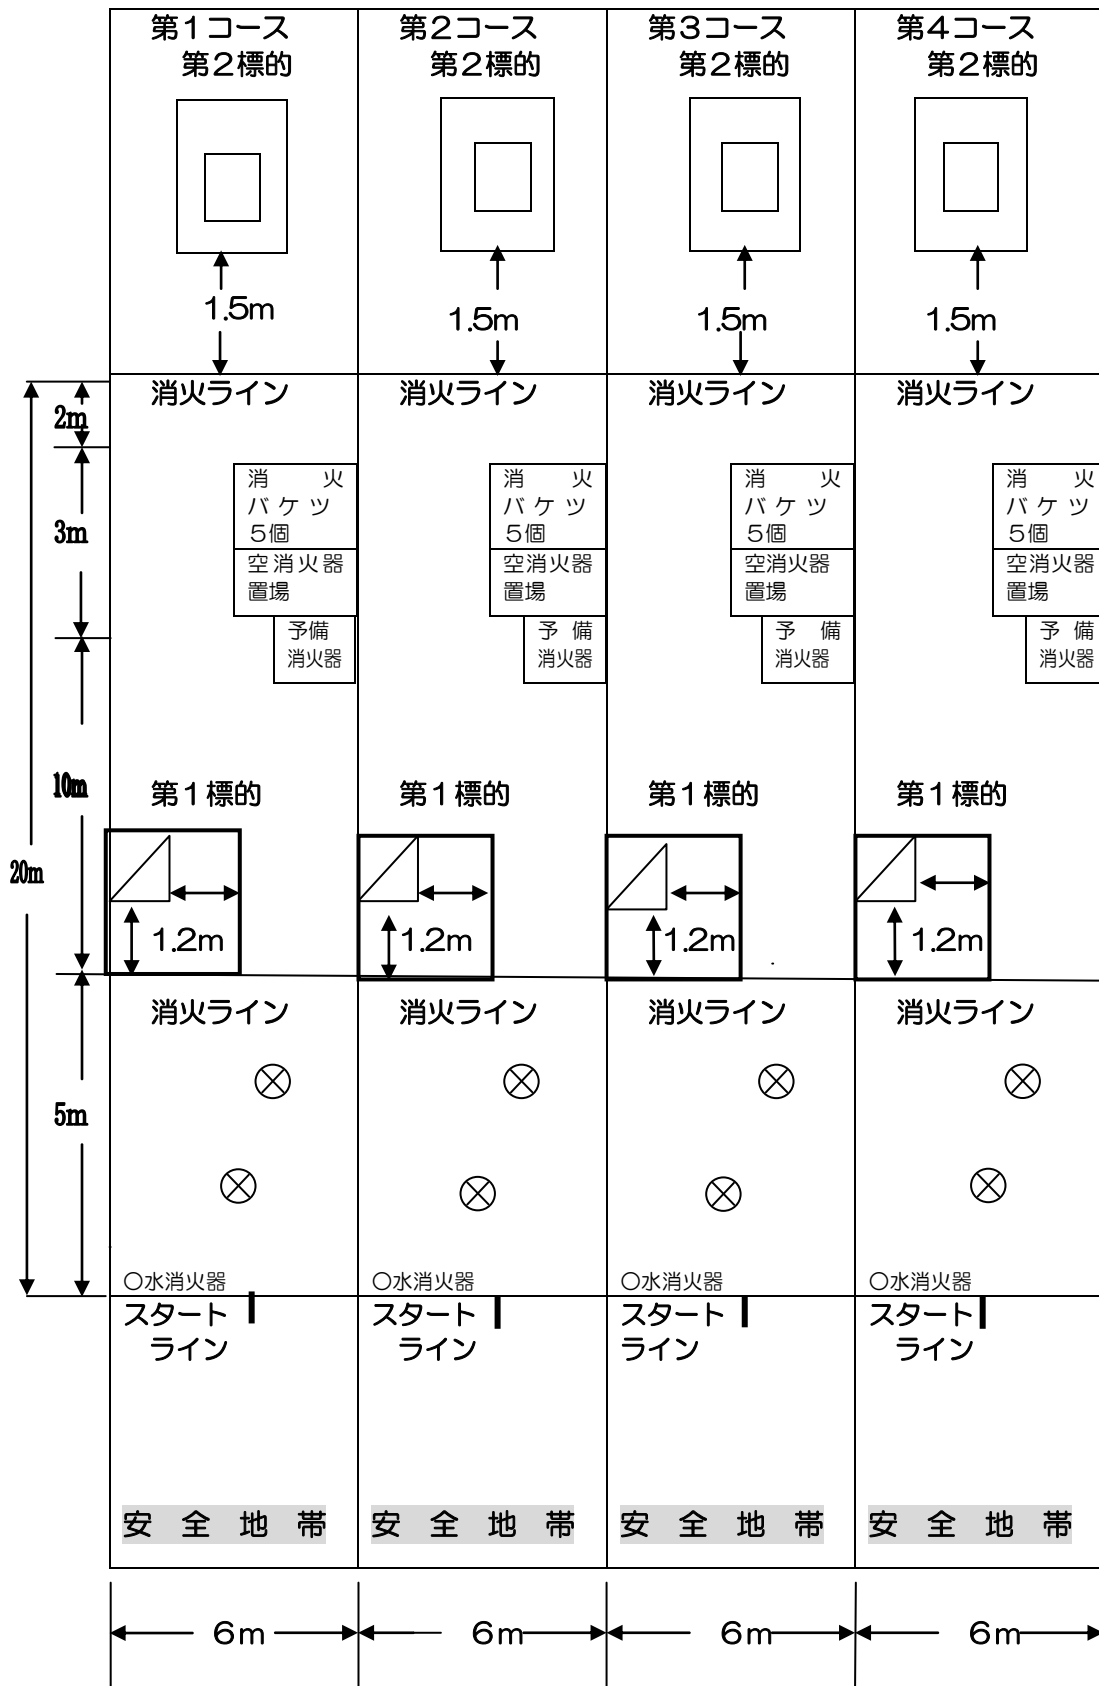 第1コース 第2コース 第3コース 第4コース
第2標的 第2標的 第2標的 第2標的
1.5m 1.5m 1.5m 1.5m
消火ライン 消火ライン 消火ライン 消火ライン
2m
消火 消火 消火 消火
バケツ バケツ バケツ バケツ
3m 5個 5個 5個 5個
空消火器 空消火器 空消火器 空消火器
置場 置場 置場 置場
予備 予備 予備 予備
消火器 消火器 消火器 消火器
10m 第1標的 第1標的 第1標的 第1標的
20m
1.2m 1.2m 1.2m 1.2m
消火ライン 消火ライン 消火ライン 消火ライン
5m
○水消火器 ○水消火器 ○水消火器 ○水消火器
スタート スタート スタート スタート
ライン ライン ライン ライン
安全地帯 安全地帯 安全地帯 安全地帯
6m 6m 6m 6m